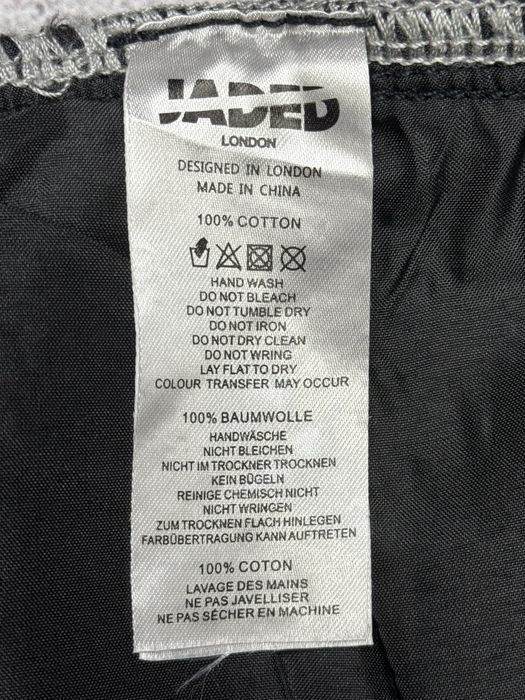 JADED
LONDON
DESIGNED IN LONDON
MADE IN CHINA
100% COTTON
HAND WASH
DO NOT BLEACH
DO NOT TUMBLE DRY
DO NOT IRON
DO NOT DRY CLEAN
DO NOT WRING
LAY FLAT TO DRY
COLOUR TRANSFER MAY OCCUR
100% BAUMWOLLE
HANDWÄSCHE
NICHT BLEICHEN
NICHT IM TROCKNER TROCKNEN
KEIN BÜGELN
REINIGE CHEMISCH NICHT
NICHT WRINGEN
ZUM TROCKNEN FLACH HINLEGEN
FARBÜBERTRAGUNG KANN AUFTRETEN
100% COTON
LAVAGE DES MAINS
NE PAS JAVELLISER
NE PAS SÉCHER EN MACHINE